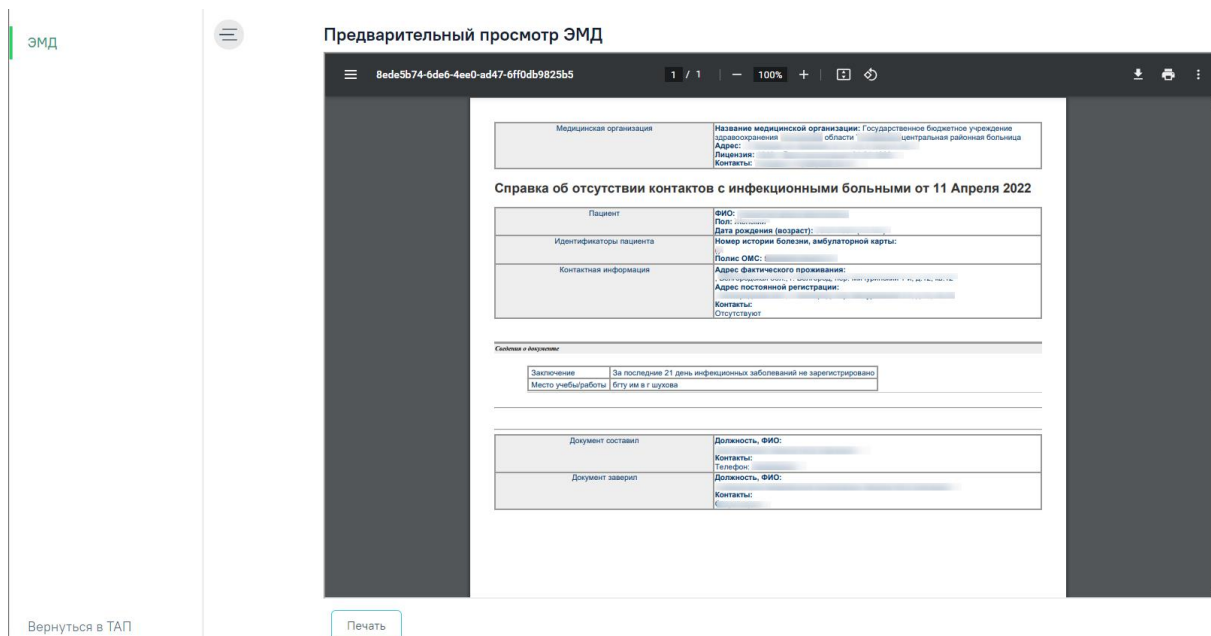 ЭМД
Предварительный просмотр ЭМД
8ede5b74-6de6-4ee0-ad47-6ff0db9825b5
1 / 1
100%
Медицинская организация
Название медицинской организации: Государственное бюджетное учреждение
здравоохранения области центральная районная больница
Адрес:
Лицензия:
Контакты:
Справка об отсутствии контактов с инфекционными больными от 11 Апреля 2022
Пациент
ФИО:
Пол:
Дата рождения (возраст):
Идентификаторы пациента
Номер истории болезни, амбулаторной карты:
Полис ОМС:
Контактная информация
Адрес фактического проживания:
Адрес постоянной регистрации:
Контакты:
Отсутствуют
Сведения о документе
Заключение За последние 21 день инфекционных заболеваний не зарегистрировано
Место учебы/работы бгту им в г шухова
Документ составил
Должность, ФИО:
Контакты:
Телефон:
Документ заверил
Должность, ФИО:
Контакты:
Вернуться в ТАП
Печать